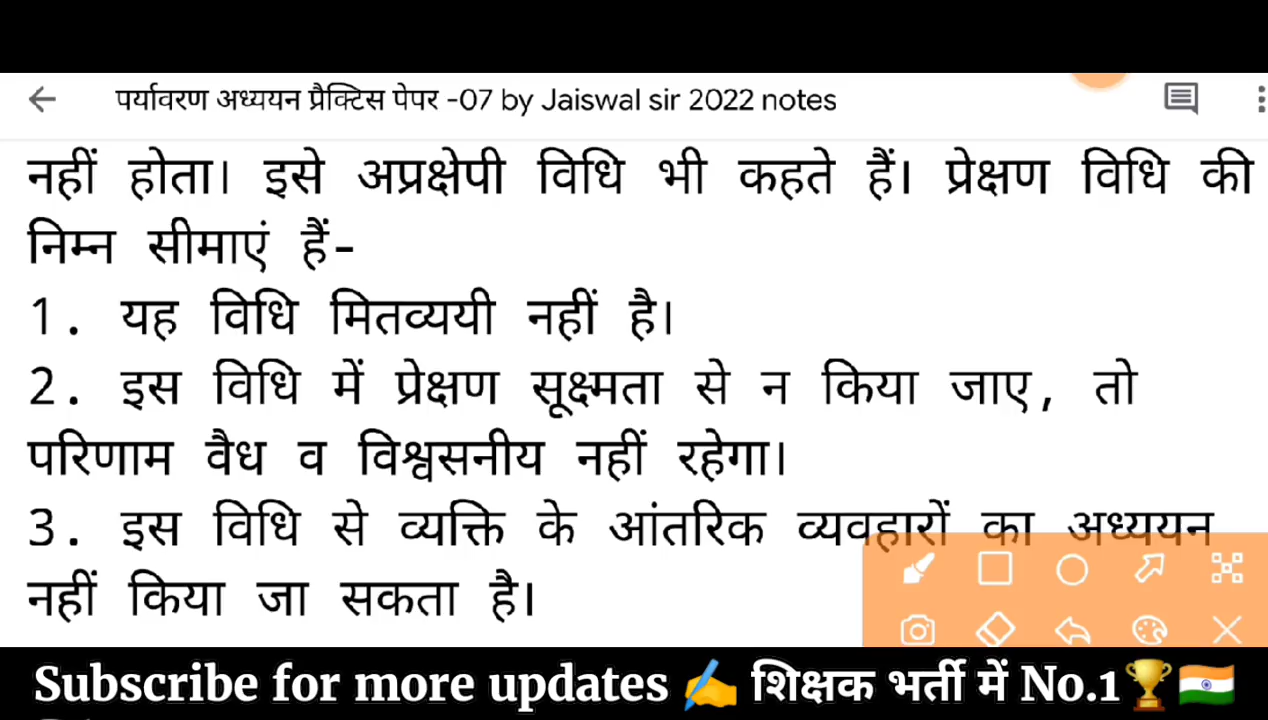 पर्यावरण अध्ययन प्रैक्टिस पेपर -07 by Jaiswal sir 2022 notes
नहीं होता। इसे अप्रक्षेपी विधि भी कहते हैं। प्रेक्षण विधि की
निम्न सीमाएं हैं-
1. यह विधि मितव्ययी नहीं है।
2. इस विधि में प्रेक्षण सूक्ष्मता से न किया जाए, तो
परिणाम वैध व विश्वसनीय नहीं रहेगा।
3. इस विधि से व्यक्ति के आंतरिक व्यवहारों का अध्ययन
नहीं किया जा सकता है।
Subscribe for more updates ✍️ शिक्षक भर्ती में No.1🏆🇮🇳